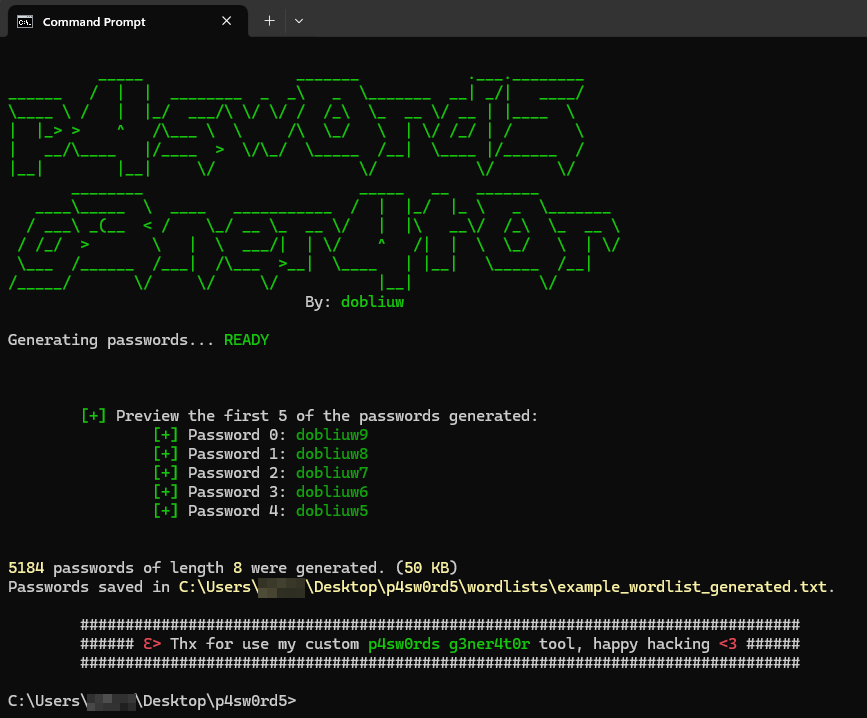 Command Prompt
p4sw0rd5
g3ner4t0r
By: dobliuw
Generating passwords... READY
[+] Preview the first 5 of the passwords generated:
[+] Password 0: dobliuw9
[+] Password 1: dobliuw8
[+] Password 2: dobliuw7
[+] Password 3: dobliuw6
[+] Password 4: dobliuw5
5184 passwords of length 8 were generated. (50 KB)
Passwords saved in C:\Users\ \Desktop\p4sw0rd5\wordlists\example_wordlist_generated.txt.
################################################################################
###### Ɛ> Thx for use my custom p4sw0rds g3ner4t0r tool, happy hacking <3 ######
################################################################################
C:\Users\ \Desktop\p4sw0rd5>